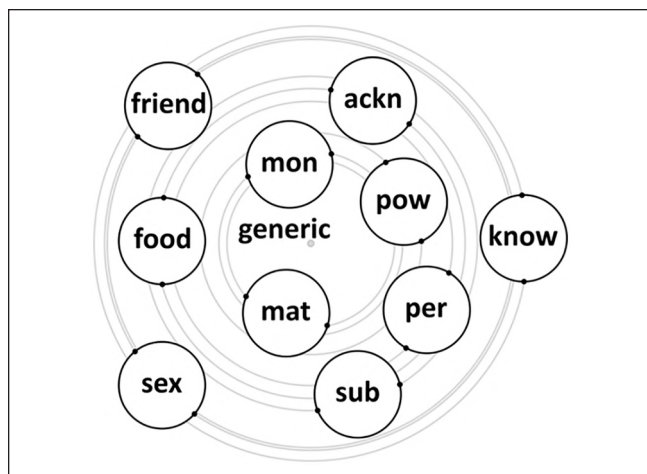 friend
ackn
mon
pow
generic
food
know
mat
per
sex
sub